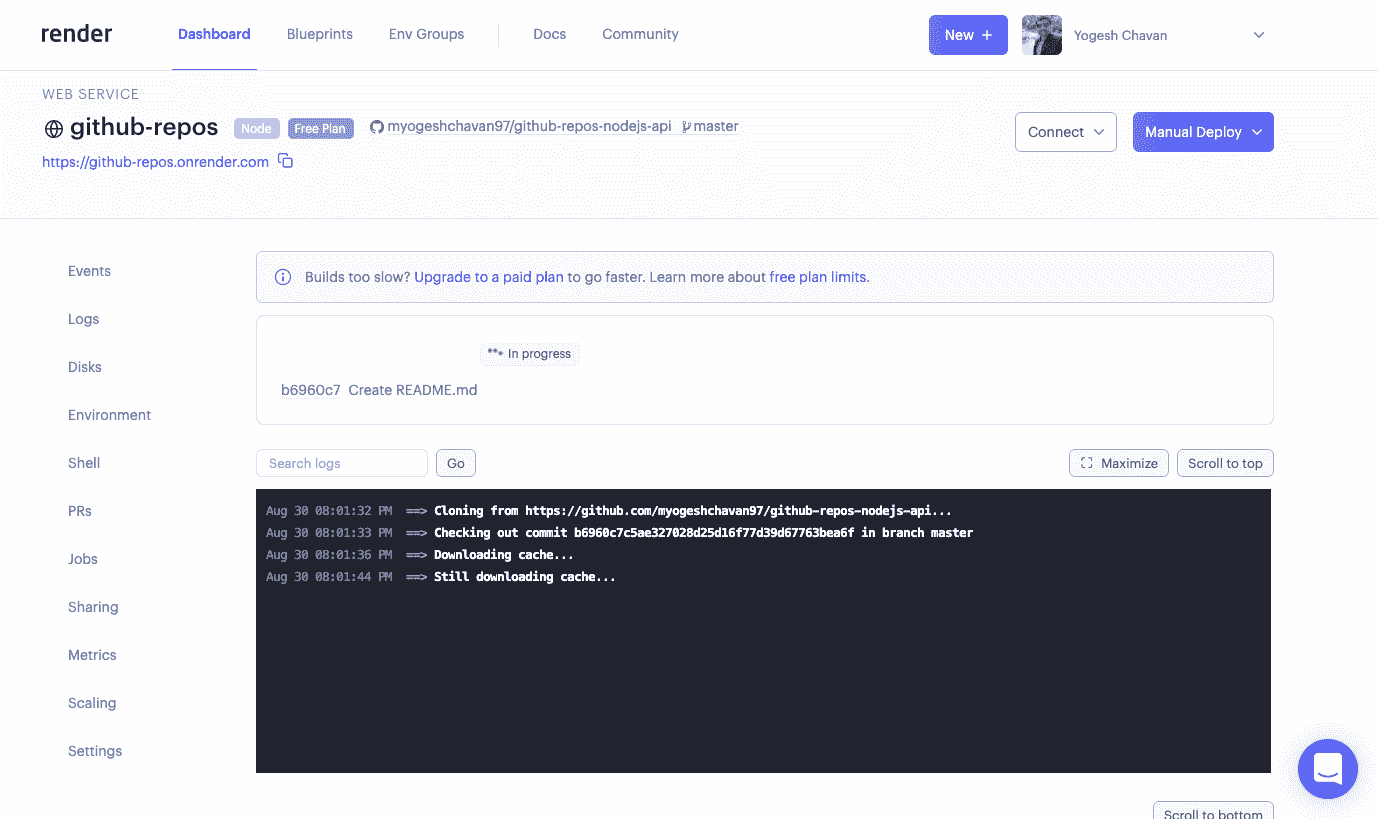 render
Dashboard Blueprints Env Groups Docs Community New + Yogesh Chavan
WEB SERVICE
github-repos Node Free Plan myogeshchavan97/github-repos-nodejs-api master
Connect Manual Deploy
https://github-repos.onrender.com
Events
Logs
Disks
Environment
Shell
PRs
Jobs
Sharing
Metrics
Scaling
Settings
Builds too slow? Upgrade to a paid plan to go faster. Learn more about free plan limits.
In progress
b6960c7 Create README.md
Search logs Go Maximize Scroll to top
Aug 30 08:01:32 PM ==> Cloning from https://github.com/myogeshchavan97/github-repos-nodejs-api...
Aug 30 08:01:33 PM ==> Checking out commit b6960c7c5ae327028d25d16f77d39d67763bea6f in branch master
Aug 30 08:01:36 PM ==> Downloading cache...
Aug 30 08:01:44 PM ==> Still downloading cache...
Scroll to bottom